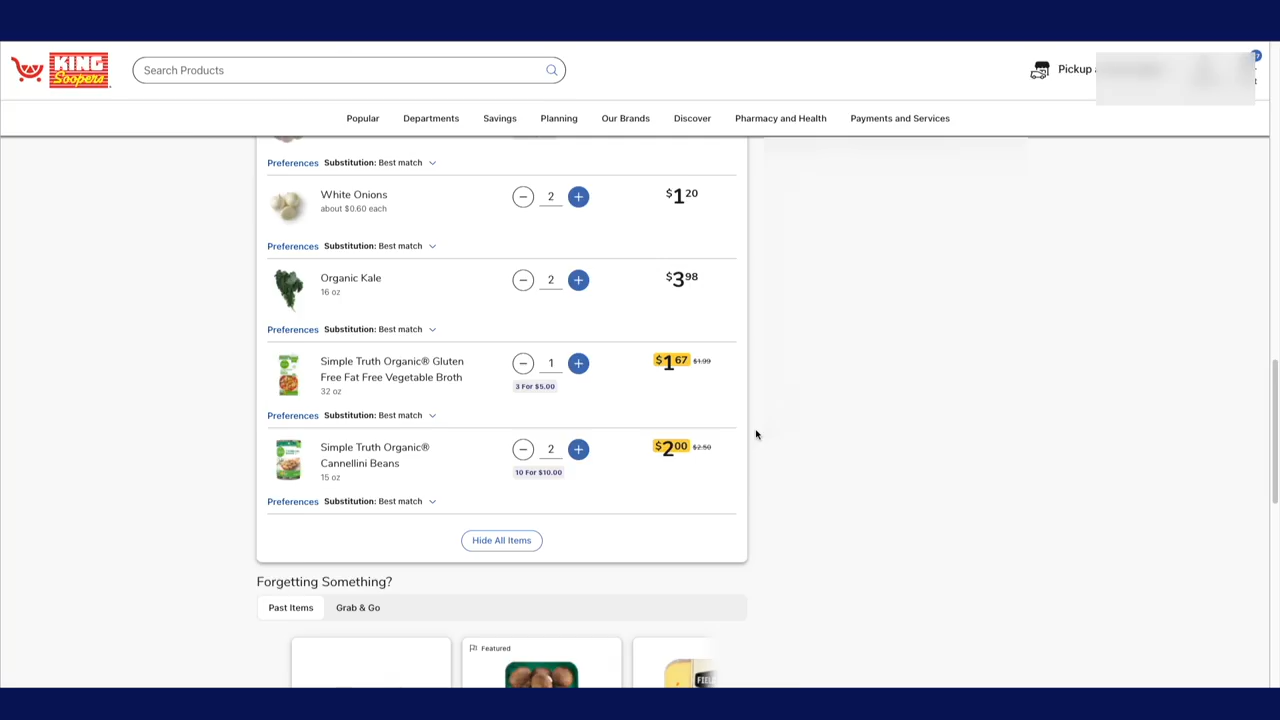 KING
Soopers
Search Products
Pickup
Popular Departments Savings Planning Our Brands Discover Pharmacy and Health Payments and Services
Preferences Substitution: Best match
White Onions
about $0.60 each
2
$1.20
Preferences Substitution: Best match
Organic Kale
16 oz
2
$3.98
Preferences Substitution: Best match
Simple Truth Organic® Gluten
Free Fat Free Vegetable Broth
32 oz
1
3 For $5.00
$1.67 $1.99
Preferences Substitution: Best match
Simple Truth Organic®
Cannellini Beans
15 oz
2
10 For $10.00
$2.00 $2.50
Preferences Substitution: Best match
Hide All Items
Forgetting Something?
Past Items Grab & Go
Featured
FIELD